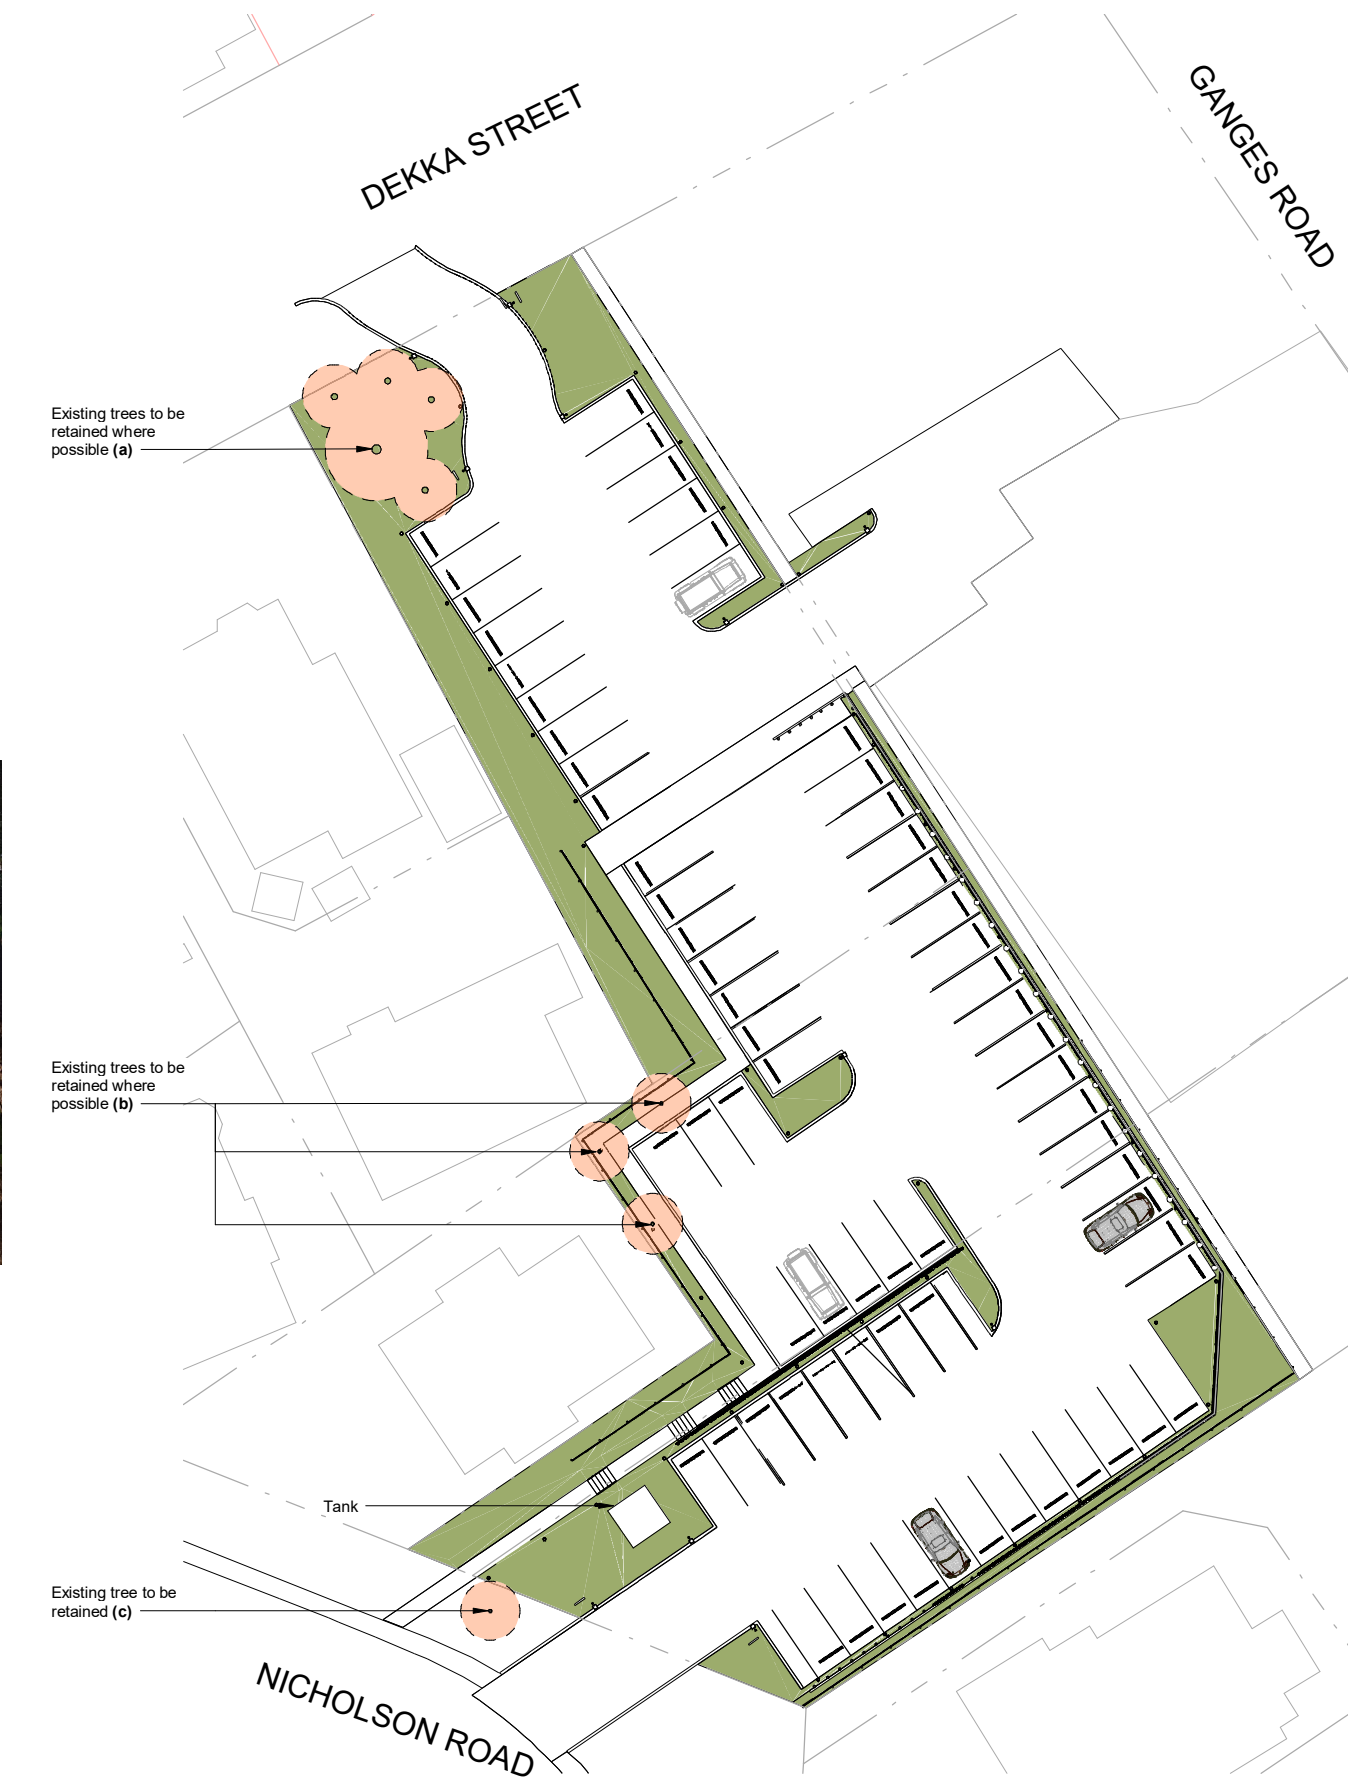 DEKKA STREET
GANGES ROAD
Existing trees to be
retained where
possible (a)
Existing trees to be
retained where
possible (b)
Tank
Existing tree to be
retained (c)
NICHOLSON ROAD